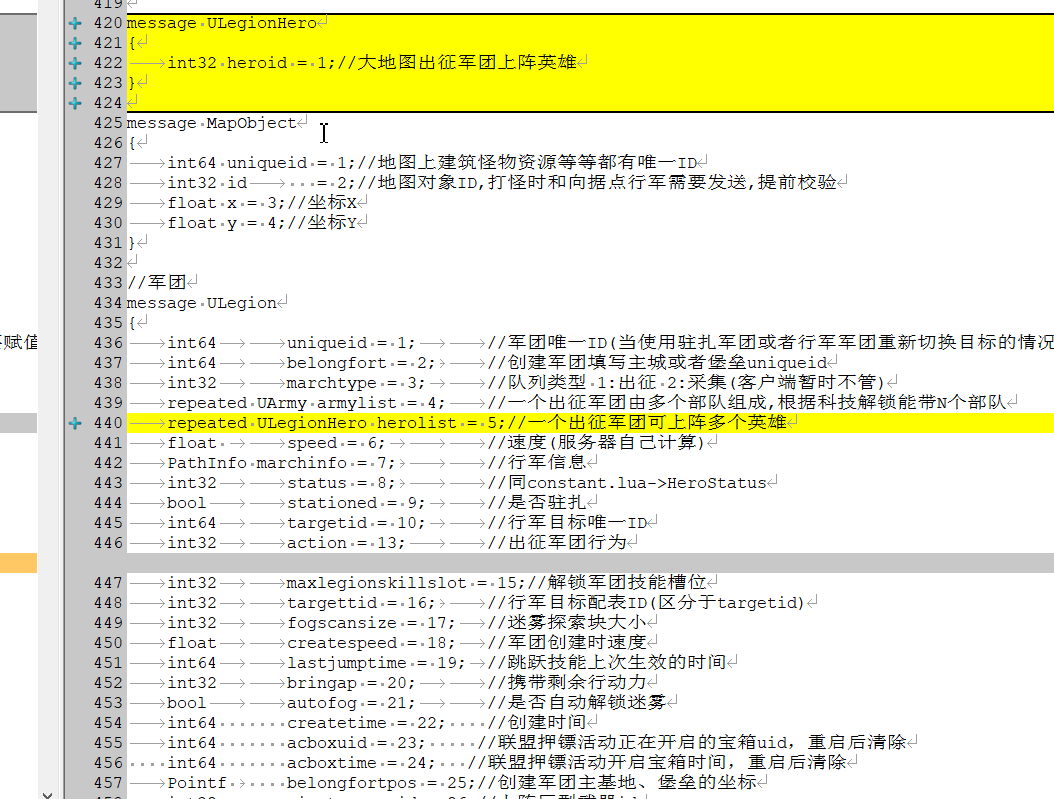 419
420 message ULegionHero
421 {
422 int32 heroid = 1;//大地图出征军团上阵英雄
423 }
424
425 message MapObject
426 {
427 int64 uniqueid = 1;//地图上建筑怪物资源等等都有唯一ID
428 int32 id = 2;//地图对象ID,打怪时和向据点行军需要发送,提前校验
429 float x = 3;//坐标X
430 float y = 4;//坐标Y
431 }
432
433 //军团
434 message ULegion
435 {
赋值
436 int64 uniqueid = 1; //军团唯一ID(当使用驻扎军团或者行军军团重新切换目标的情况
437 int64 belongfort = 2; //创建军团填写主城或者堡垒uniqueid
438 int32 marchtype = 3; //队列类型 1:出征 2:采集(客户端暂时不管)
439 repeated UArmy armylist = 4; //一个出征军团由多个部队组成,根据科技解锁能带N个部队
440 repeated ULegionHero herolist = 5;//一个出征军团可上阵多个英雄
441 float speed = 6; //速度(服务器自己计算)
442 PathInfo marchinfo = 7; //行军信息
443 int32 status = 8; //同constant.lua->HeroStatus
444 bool stationed = 9; //是否驻扎
445 int64 targetid = 10; //行军目标唯一ID
446 int32 action = 13; //出征军团行为
447 int32 maxlegionskillslot = 15;//解锁军团技能槽位
448 int32 targettid = 16; //行军目标配表ID(区分于targetid)
449 int32 fogscansize = 17; //迷雾探索块大小
450 float createspeed = 18; //军团创建时速度
451 int64 lastjumptime = 19; //跳跃技能上次生效的时间
452 int32 bringap = 20; //携带剩余行动力
453 bool autofog = 21; //是否自动解锁迷雾
454 int64 createtime = 22; //创建时间
455 int64 acboxuid = 23; //联盟押镖活动正在开启的宝箱uid，重启后清除
456 int64 acboxtime = 24; //联盟押镖活动开启宝箱时间，重启后清除
457 Pointf belongfortpos = 25;//创建军团主基地、堡垒的坐标